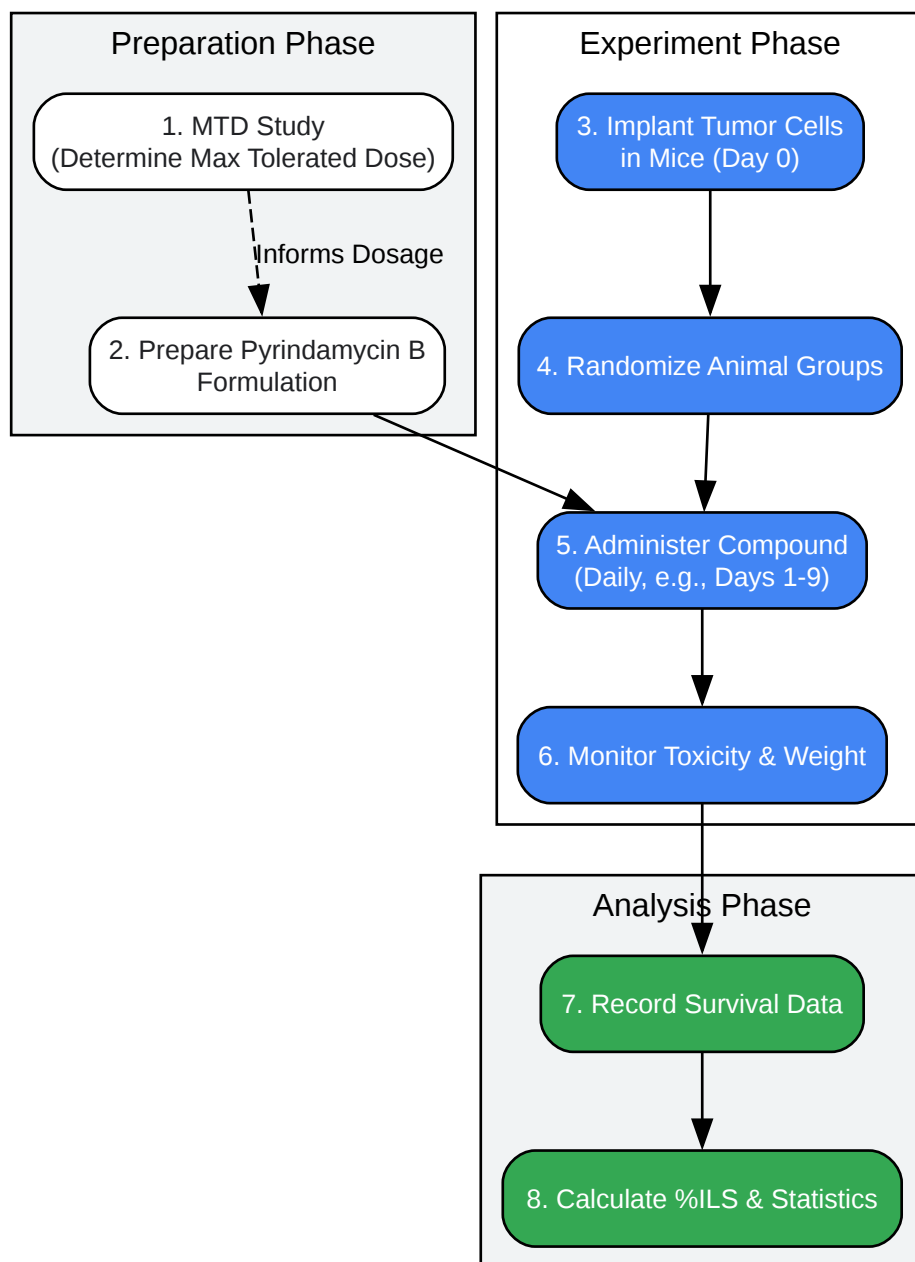 Preparation Phase
1. MTD Study
(Determine Max Tolerated Dose)
Informs Dosage
2. Prepare Pyrindamycin B
Formulation
Experiment Phase
3. Implant Tumor Cells
in Mice (Day 0)
4. Randomize Animal Groups
5. Administer Compound
(Daily, e.g., Days 1-9)
6. Monitor Toxicity & Weight
Analysis Phase
7. Record Survival Data
8. Calculate %ILS & Statistics